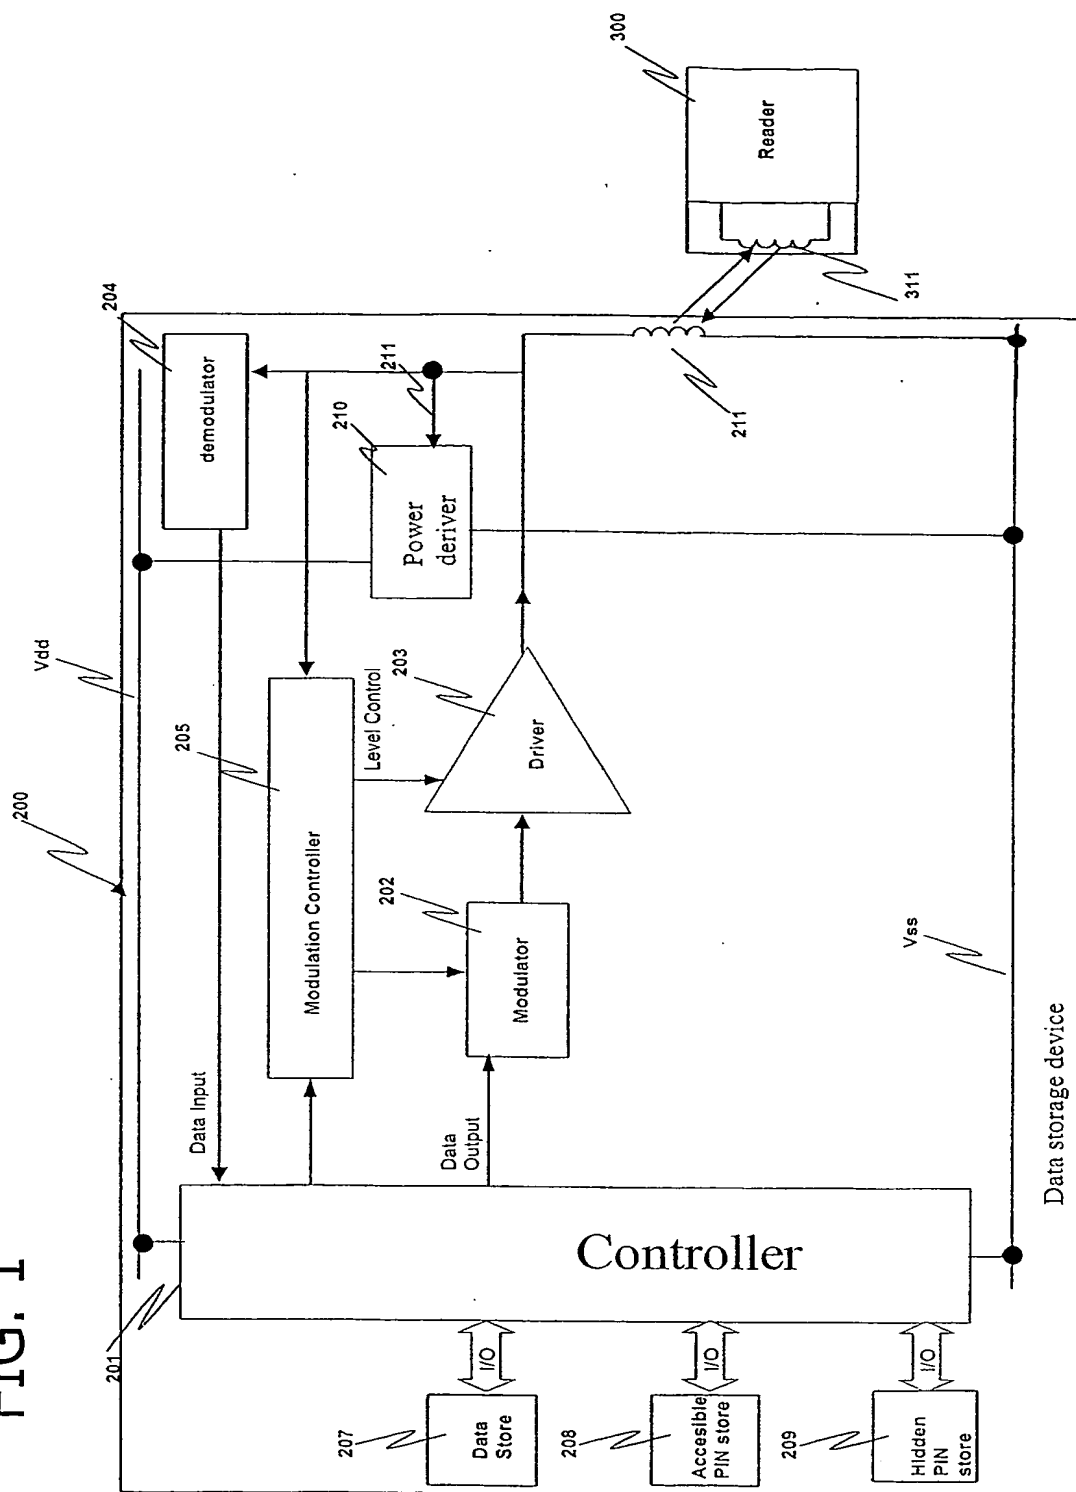 FIG. 1
200
Vdd
204
demodulator
211
210
Power
deriver
Data Input
205
Modulation Controller
Level Control
203
Driver
202
Modulator
Data
Output
201
Controller
I/O
I/O
I/O
207
Data
Store
208
Accesible
PIN store
209
Hidden
PIN
store
211
300
Reader
311
Vss
Data storage device